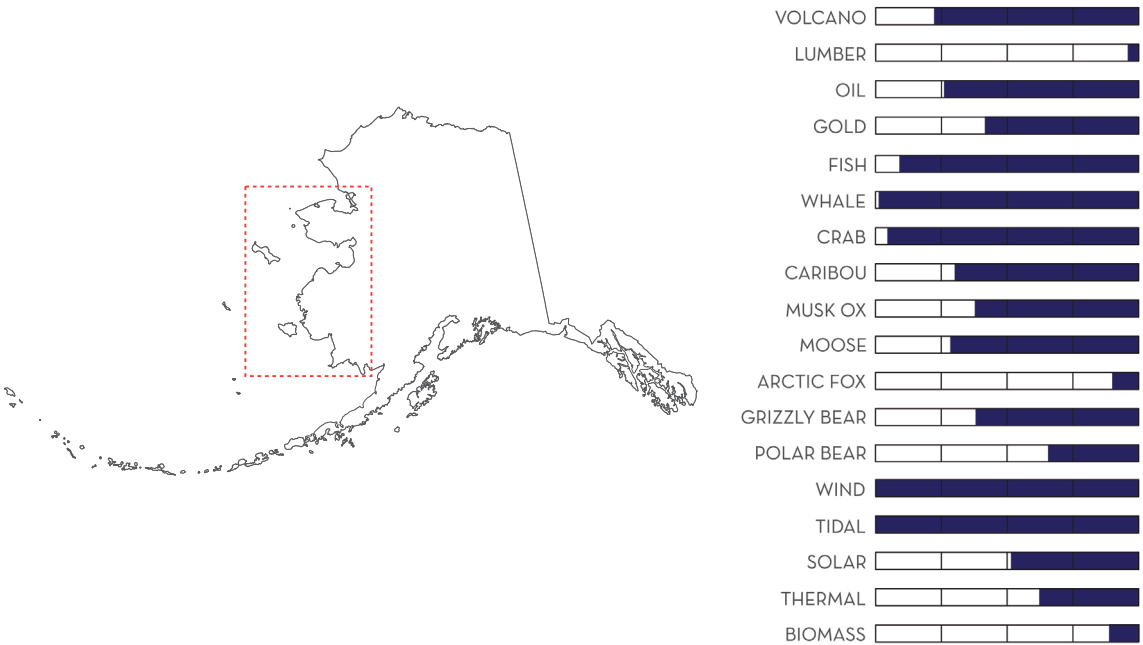 VOLCANO
LUMBER
OIL
GOLD
FISH
WHALE
CRAB
CARIBOU
MUSK OX
MOOSE
ARCTIC FOX
GRIZZLY BEAR
POLAR BEAR
WIND
TIDAL
SOLAR
THERMAL
BIOMASS